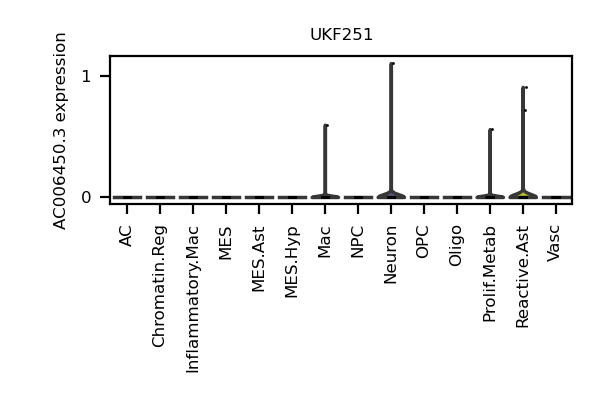 UKF251
AC006450.3 expression
1
0
AC
Chromatin.Reg
Inflammatory.Mac
MES
MES.Ast
MES.Hyp
Mac
NPC
Neuron
OPC
Oligo
Prolif.Metab
Reactive.Ast
Vasc